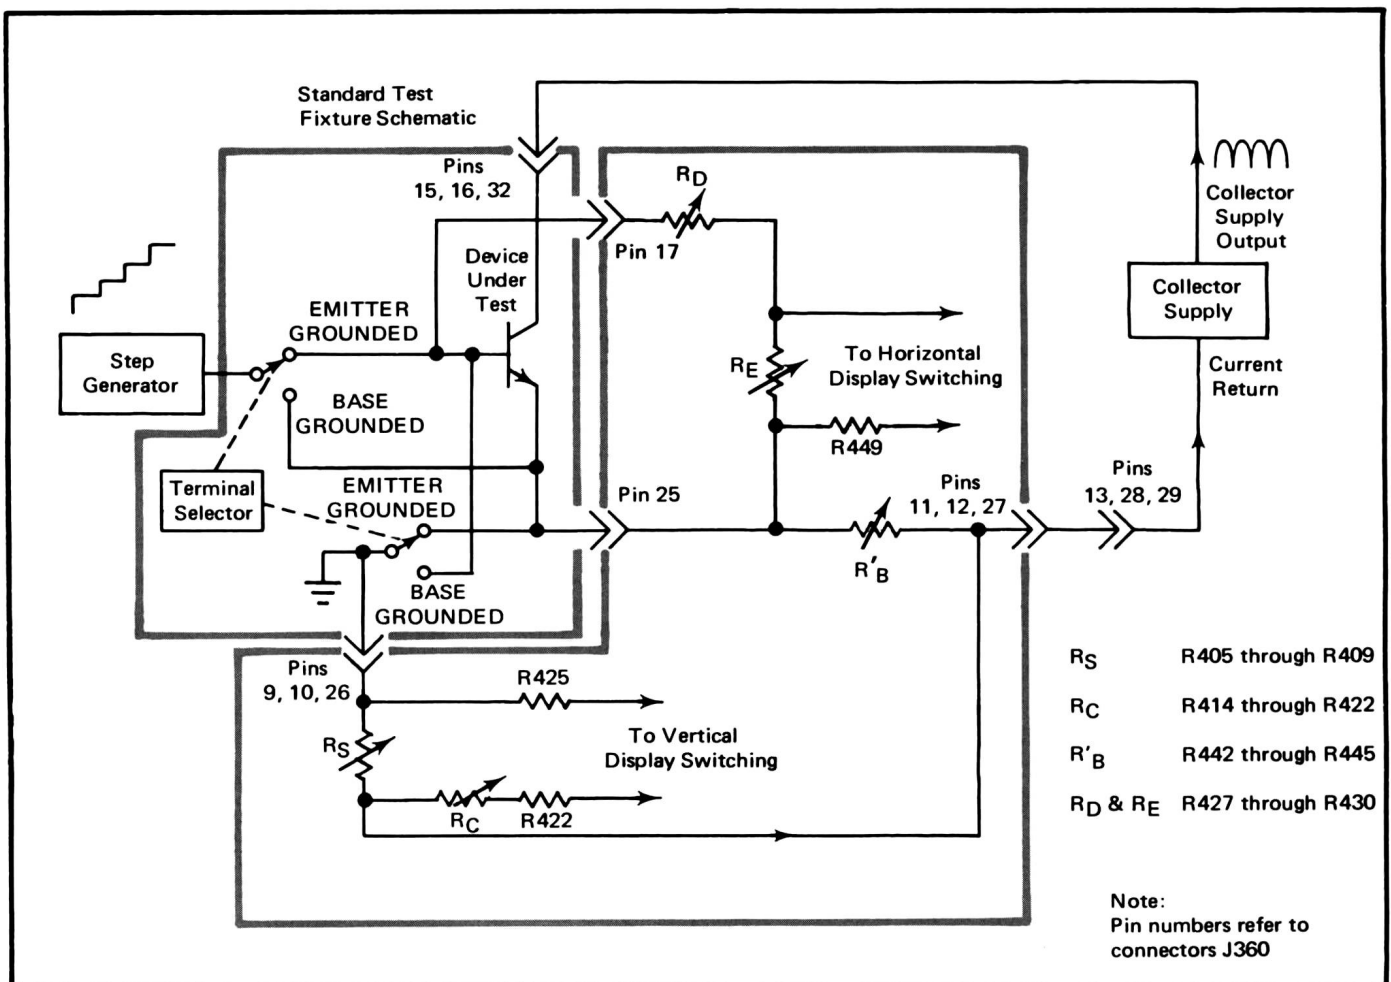 Standard Test
Fixture Schematic
Pins
15, 16, 32
RD
Pin 17
Collector
Supply
Output
Collector
Supply
Current
Return
Device
Under
Test
EMITTER
GROUNDED
Step
Generator
BASE
GROUNDED
RE
To Horizontal
Display Switching
R449
Terminal
Selector
EMITTER
GROUNDED
Pin 25
Pins
11, 12, 27
Pins
13, 28, 29
R'B
BASE
GROUNDED
Pins
9, 10, 26
R425
RS
To Vertical
Display Switching
RC
R422
RS R405 through R409
RC R414 through R422
R'B R442 through R445
RD & RE R427 through R430
Note:
Pin numbers refer to
connectors J360